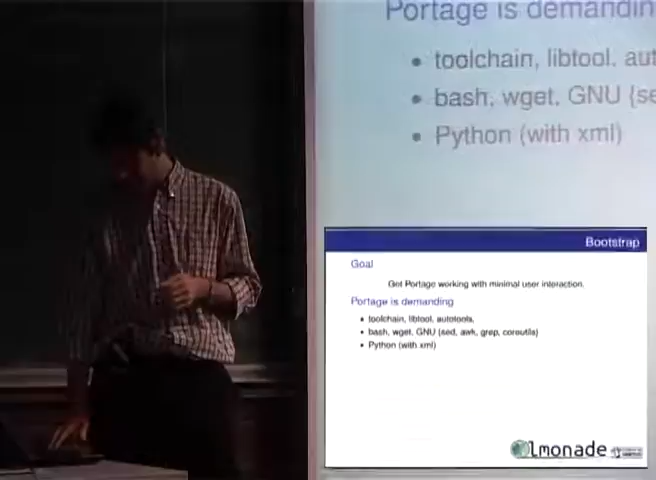 Portage is demandin
• toolchain, libtool, aut
• bash, wget, GNU (se
• Python (with xml)
Bootstrap
Goal
Get Portage working with minimal user interaction.
Portage is demanding
• toolchain, libtool, autotools,
• bash, wget, GNU (sed, awk, grep, coreutils)
• Python (with xml)
lmonade